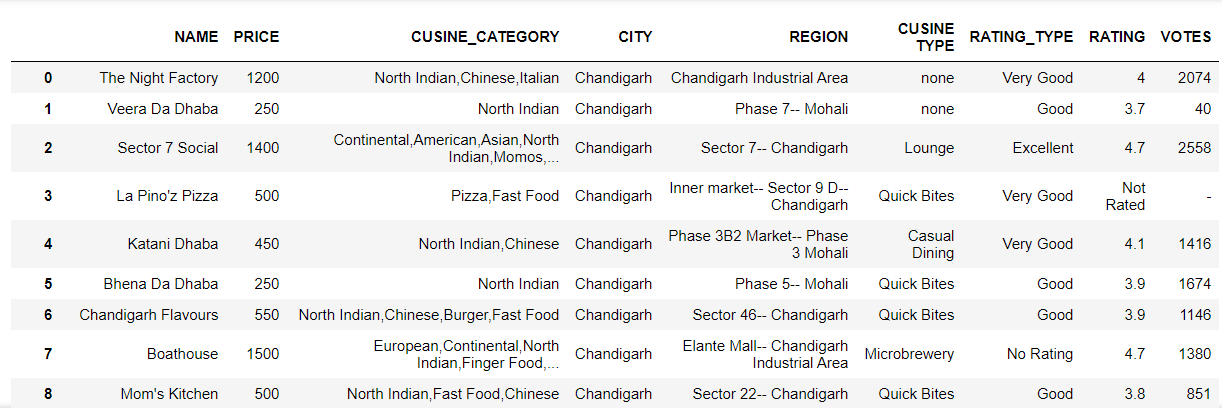 NAME PRICE CUSINE_CATEGORY CITY REGION CUSINE TYPE RATING_TYPE RATING VOTES
0 The Night Factory 1200 North Indian,Chinese,Italian Chandigarh Chandigarh Industrial Area none Very Good 4 2074
1 Veera Da Dhaba 250 North Indian Chandigarh Phase 7-- Mohali none Good 3.7 40
2 Sector 7 Social 1400 Continental,American,Asian,North Indian,Momos,... Chandigarh Sector 7-- Chandigarh Lounge Excellent 4.7 2558
3 La Pino'z Pizza 500 Pizza,Fast Food Chandigarh Inner market-- Sector 9 D-- Chandigarh Quick Bites Very Good Not Rated -
4 Katani Dhaba 450 North Indian,Chinese Chandigarh Phase 3B2 Market-- Phase 3 Mohali Casual Dining Very Good 4.1 1416
5 Bhena Da Dhaba 250 North Indian Chandigarh Phase 5-- Mohali Quick Bites Good 3.9 1674
6 Chandigarh Flavours 550 North Indian,Chinese,Burger,Fast Food Chandigarh Sector 46-- Chandigarh Quick Bites Good 3.9 1146
7 Boathouse 1500 European,Continental,North Indian,Finger Food,... Chandigarh Elante Mall-- Chandigarh Industrial Area Microbrewery No Rating 4.7 1380
8 Mom's Kitchen 500 North Indian,Fast Food,Chinese Chandigarh Sector 22-- Chandigarh Quick Bites Good 3.8 851